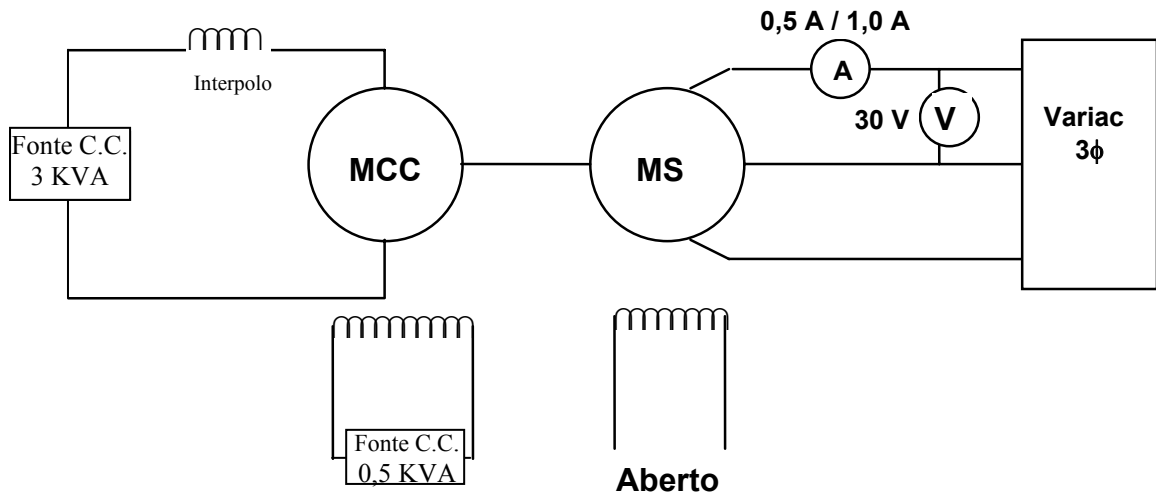 0,5 A / 1,0 A
Interpolo
A
Fonte C.C.
3 KVA
MCC
MS
30 V
V
Variac
3ϕ
Fonte C.C.
0,5 KVA
Aberto